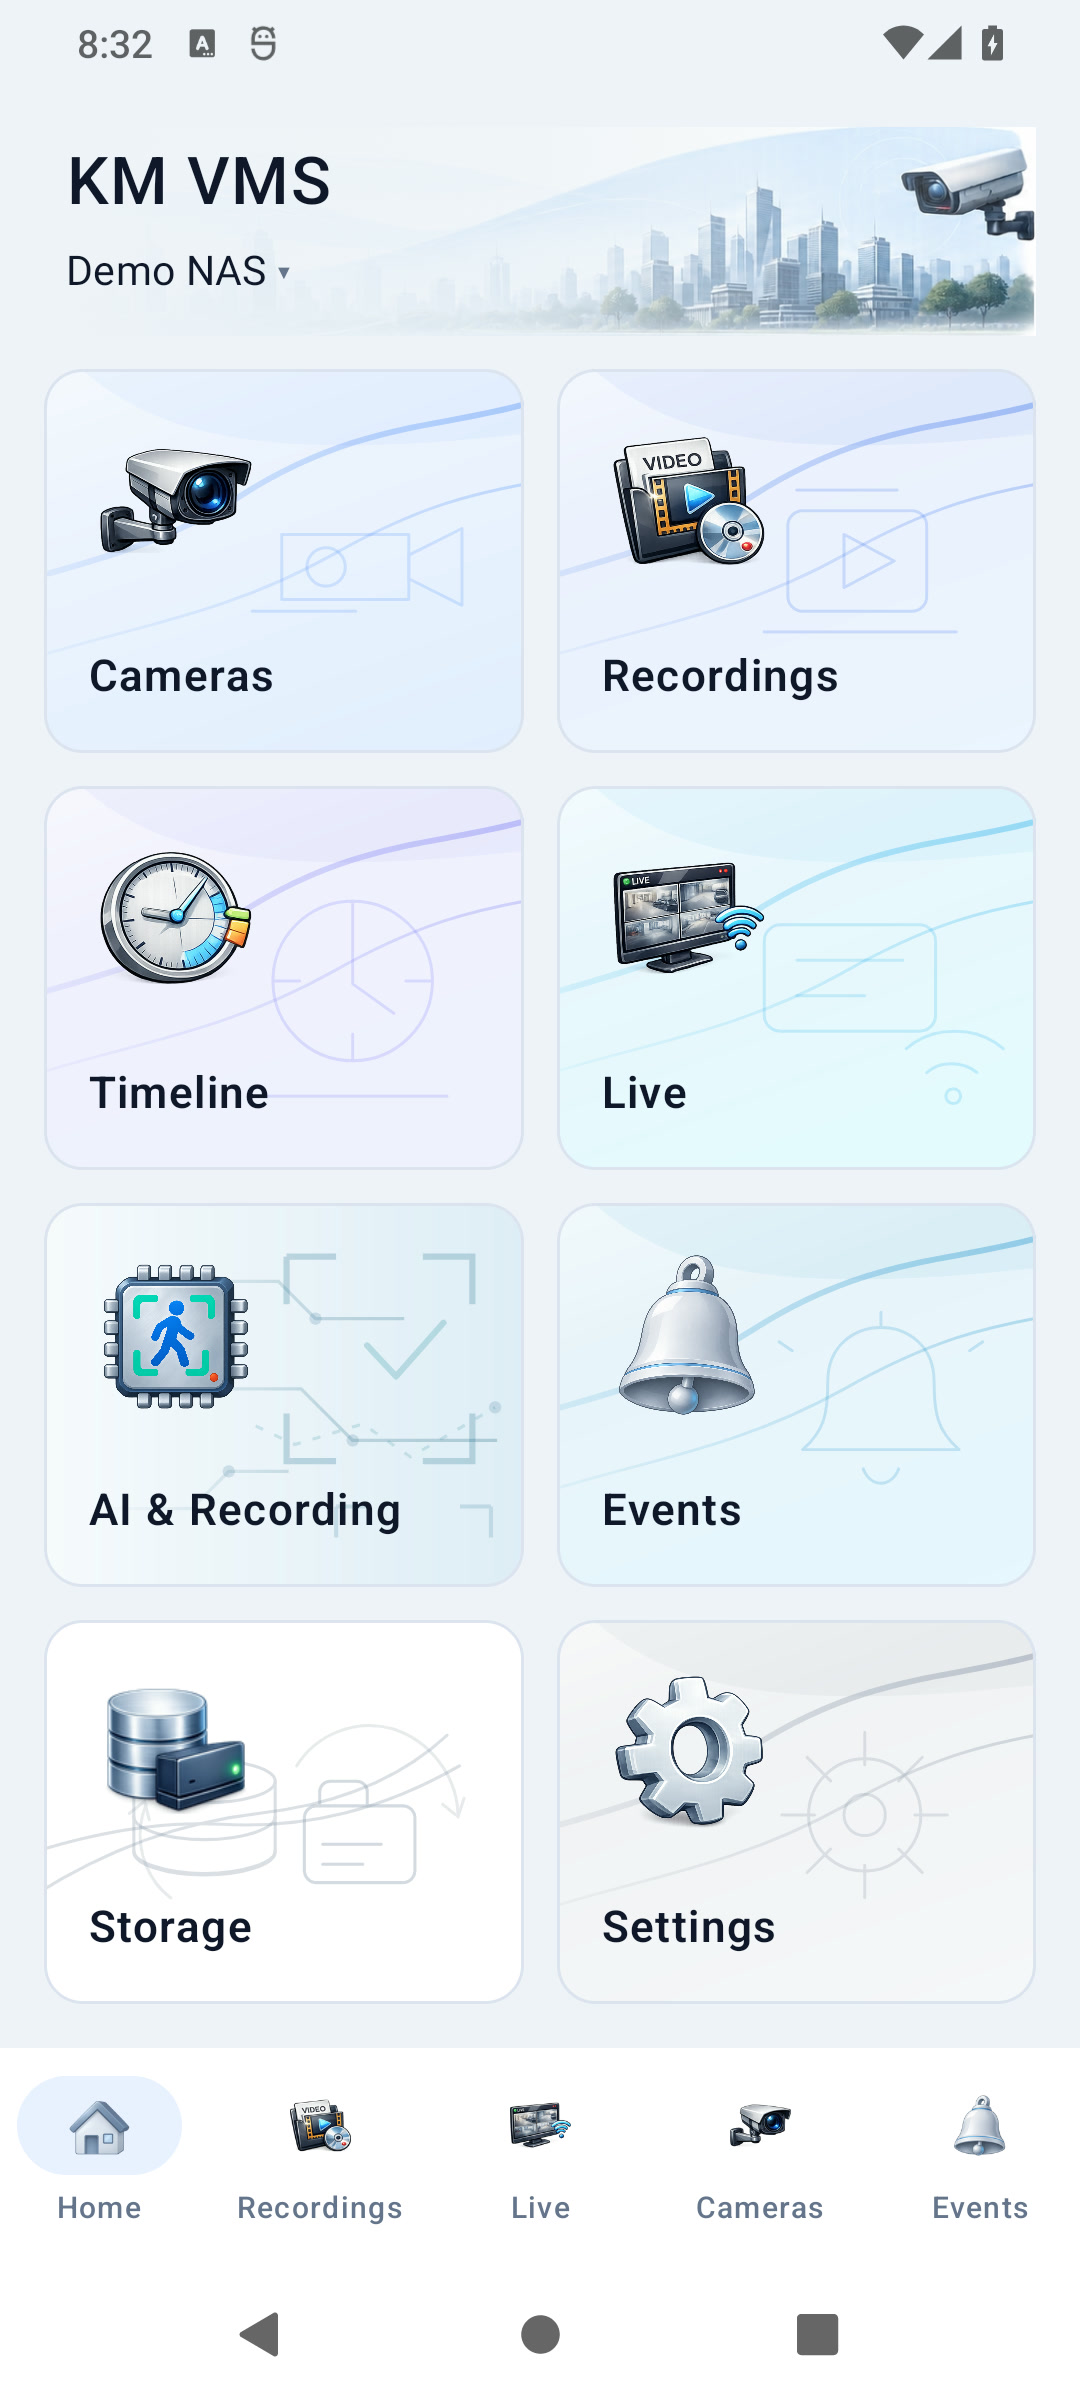 8:32
KM VMS
Demo NAS
VIDEO
Cameras
Recordings
LIVE
Timeline
Live
AI & Recording
Events
Storage
Settings
VIDEO
Home
Recordings
Live
Cameras
Events